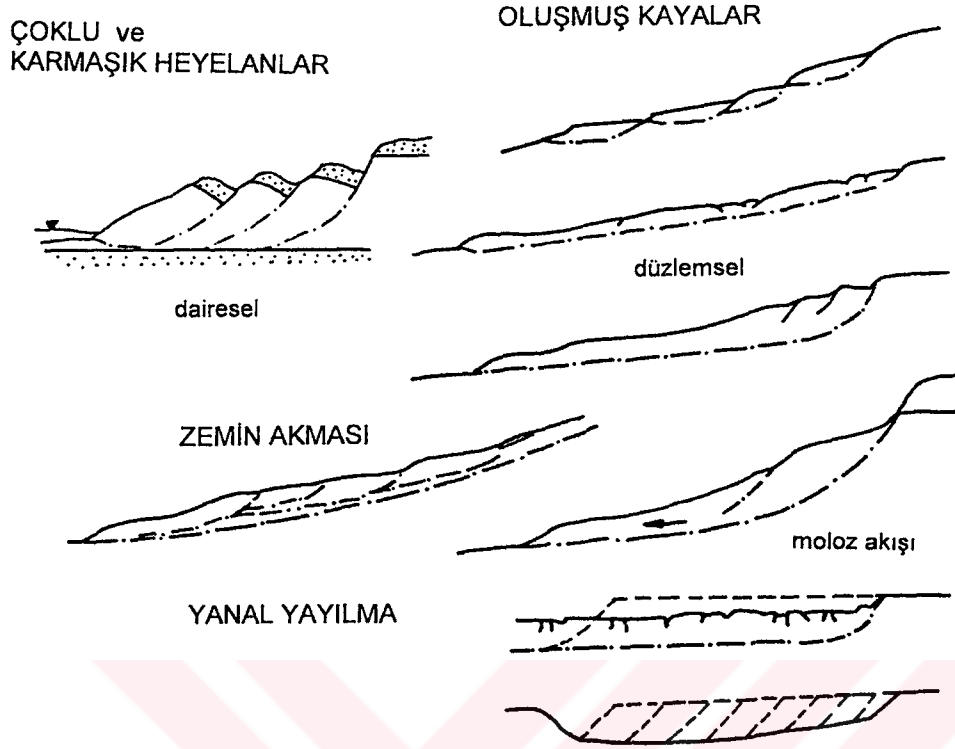 ÇOKLU ve
KARMAŞIK HEYELANLAR
OLUŞMUŞ KAYALAR
dairesel
düzlemsel
ZEMİN AKMASI
moloz akışı
YANAL YAYILMA